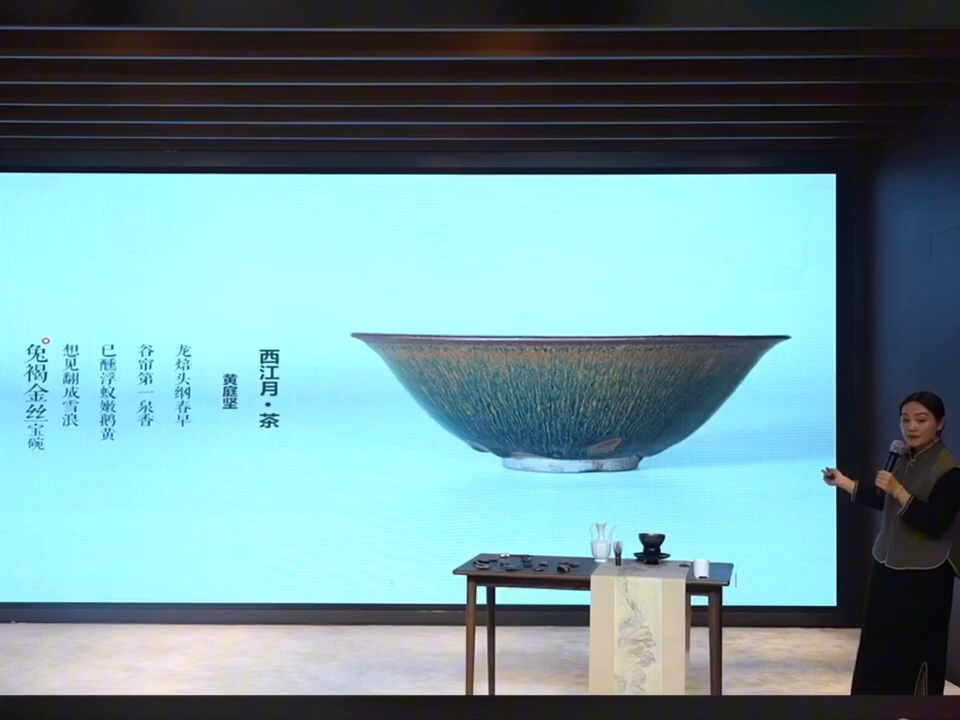 西江月·茶
黄庭坚
龙焙头纲春早
谷帘第一泉香
已醺浮蚁嫩鹅黄
想见翻成雪浪
兔褐金丝宝碗